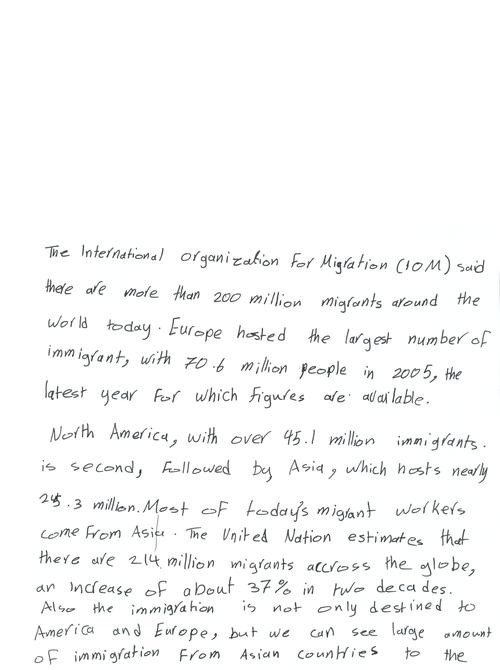 The International organization For Migration (IOM) said
there are more than 200 million migrants around the
world today. Europe hosted the largest number of
immigrant, with 70.6 million people in 2005, the
latest year For which Figures are available.
North America, with over 45.1 million immigrants.
is second, Followed by Asia, which hosts nearly
25.3 million. Most of today's migrant workers
come From Asia. The United Nation estimates that
there are 214 million migrants accross the globe,
an increase of about 37% in two decades.
Also the immigration is not only destined to
America and Europe, but we can see large amount
of immigration From Asian countries to the